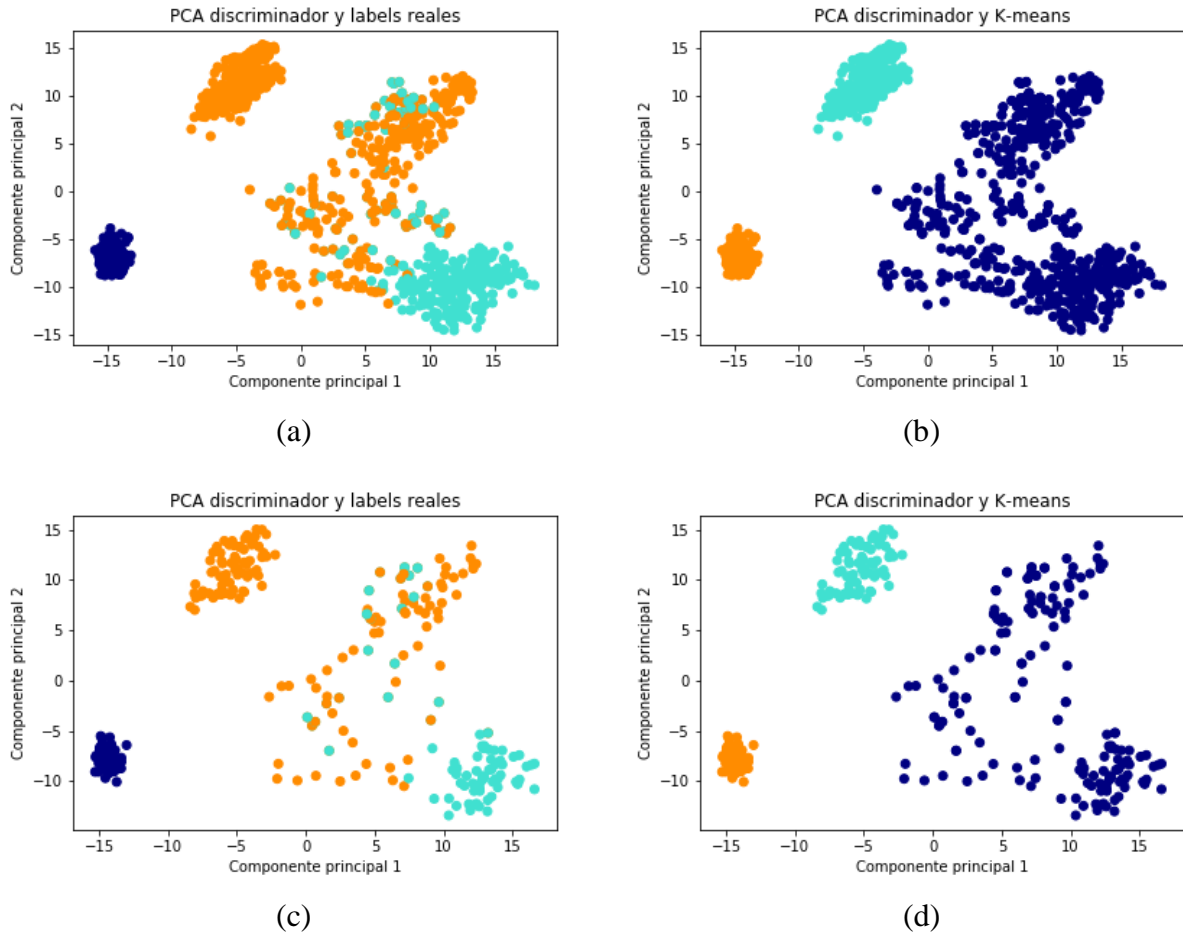 PCA discriminador y labels reales
15
10
5
0
−5
−10
−15
Componente principal 2
−15 −10 −5 0 5 10 15
Componente principal 1
(a)
PCA discriminador y K-means
15
10
5
0
−5
−10
−15
Componente principal 2
−15 −10 −5 0 5 10 15
Componente principal 1
(b)
PCA discriminador y labels reales
15
10
5
0
−5
−10
Componente principal 2
−15 −10 −5 0 5 10 15
Componente principal 1
(c)
PCA discriminador y K-means
15
10
5
0
−5
−10
Componente principal 2
−15 −10 −5 0 5 10 15
Componente principal 1
(d)